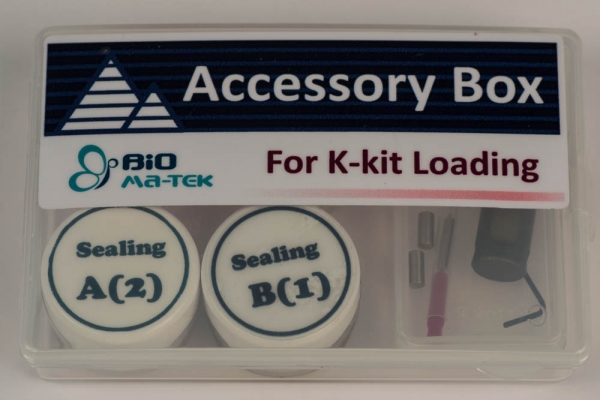 Accessory Box
BiO
Ma-TEK
For K-kit Loading
Sealing
A(2)
Sealing
B(1)